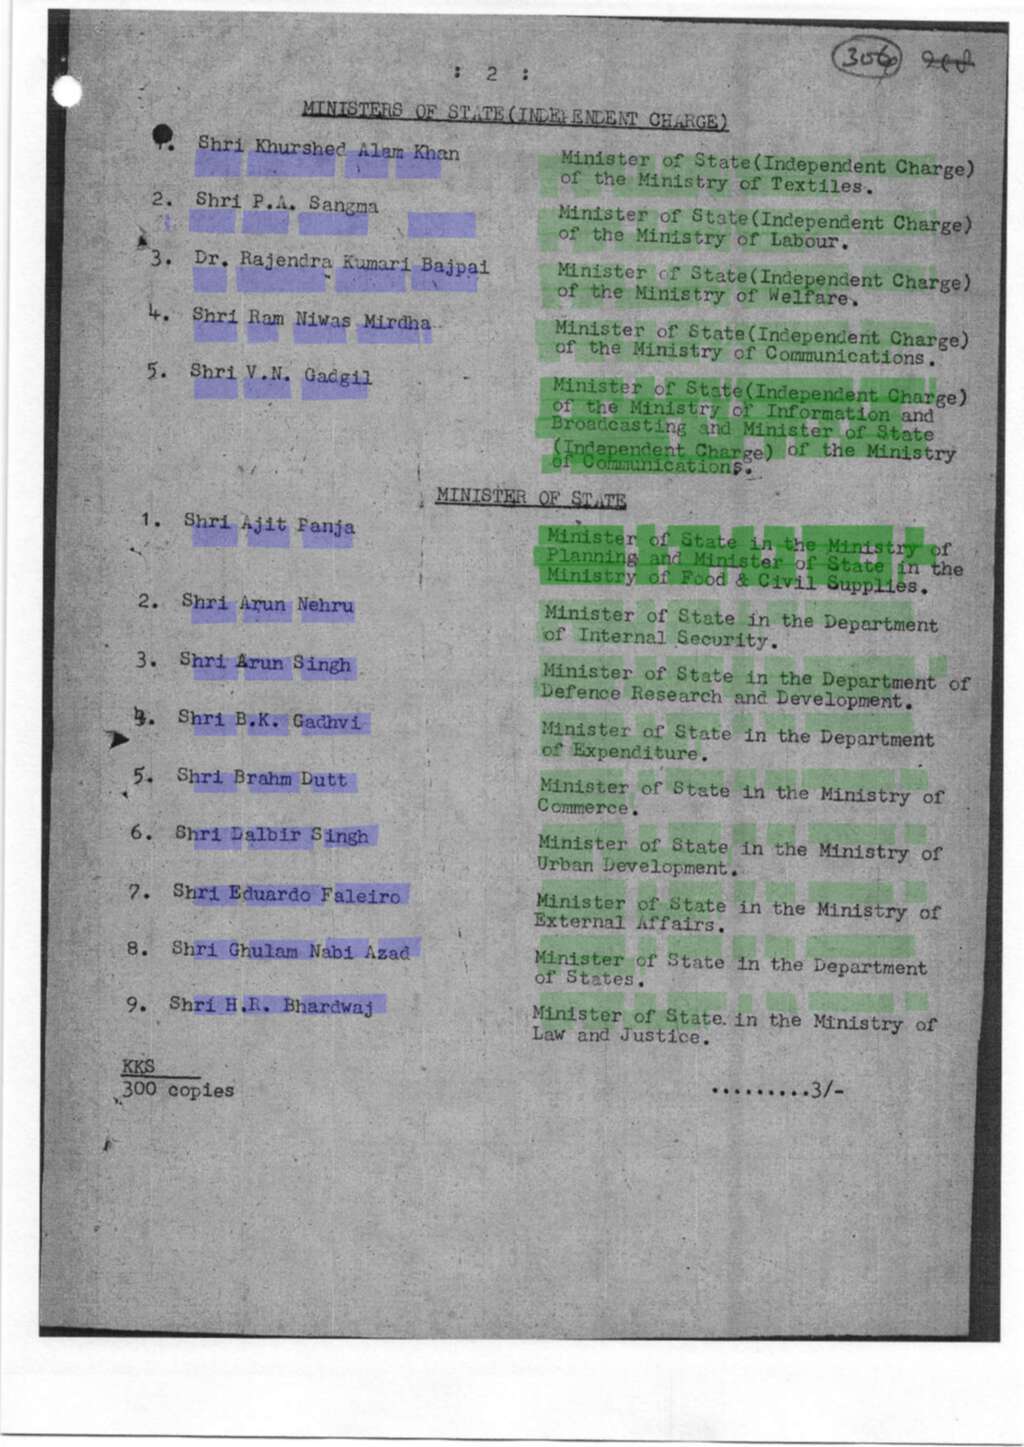 306
: 2 :
MINISTERS OF STATE(INDEPENDENT CHARGE)
1. Shri Khurshed Alam Khan Minister of State(Independent Charge)
of the Ministry of Textiles.
2. Shri P.A. Sangma Minister of State(Independent Charge)
of the Ministry of Labour.
3. Dr. Rajendra Kumari Bajpai Minister of State(Independent Charge)
of the Ministry of Welfare.
4. Shri Ram Niwas Mirdha Minister of State(Independent Charge)
of the Ministry of Communications.
5. Shri V.N. Gadgil Minister of State(Independent Charge)
of the Ministry of Information and
Broadcasting and Minister of State
(Independent Charge) of the Ministry
of Communications.
MINISTER OF STATE
1. Shri Ajit Panja Minister of State in the Ministry of
Planning and Minister of State in the
Ministry of Food & Civil Supplies.
2. Shri Arun Nehru Minister of State in the Department
of Internal Security.
3. Shri Arun Singh Minister of State in the Department of
Defence Research and Development.
4. Shri B.K. Gadhvi Minister of State in the Department
of Expenditure.
5. Shri Brahm Dutt Minister of State in the Ministry of
Commerce.
6. Shri Dalbir Singh Minister of State in the Ministry of
Urban Development.
7. Shri Eduardo Faleiro Minister of State in the Ministry of
External Affairs.
8. Shri Ghulam Nabi Azad Minister of State in the Department
of States.
9. Shri H.R. Bhardwaj Minister of State in the Ministry of
Law and Justice.
KKS
300 copies ..........3/-